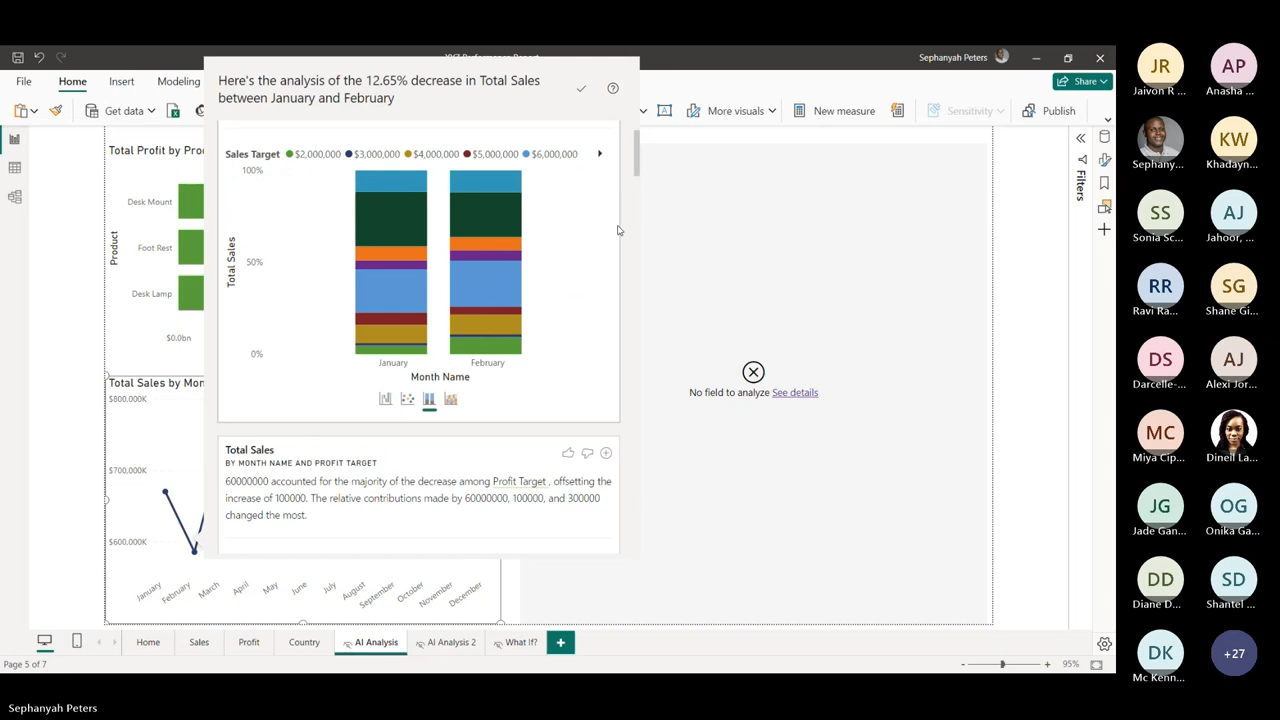 Sephanyah Peters
File
Home
Insert
Modeling
Share
Get data
More visuals
New measure
Sensitivity
Publish
Here's the analysis of the 12.65% decrease in Total Sales
between January and February
Sales Target $2,000,000 $3,000,000 $4,000,000 $5,000,000 $6,000,000
100%
50%
0%
Total Sales
January
February
Month Name
Total Sales
BY MONTH NAME AND PROFIT TARGET
60000000 accounted for the majority of the decrease among Profit Target , offsetting the
increase of 100000. The relative contributions made by 60000000, 100000, and 300000
changed the most.
Total Profit by Pro
Product
Desk Mount
Foot Rest
Desk Lamp
$0.0bn
Total Sales by Mon
$800,000K
$700,000K
$600,000K
January
February
March
April
May
June
July
August
September
October
November
December
No field to analyze See details
Filters
Home
Sales
Profit
Country
AI Analysis
AI Analysis 2
What If?
Page 5 of 7
95%
JR
Jaivon R ...
AP
Anasha ...
Sephany...
KW
Khadayn...
SS
Sonia Sc...
AJ
Jahoor, ...
RR
Ravi Ra...
SG
Shane Gi...
DS
Darcelle-...
AJ
Alexi Jor...
MC
Miya Cip...
Dinell La...
JG
Jade Gan...
OG
Onika Ga...
DD
Diane D...
SD
Shantel ...
DK
Mc Kenn...
+27
Sephanyah Peters